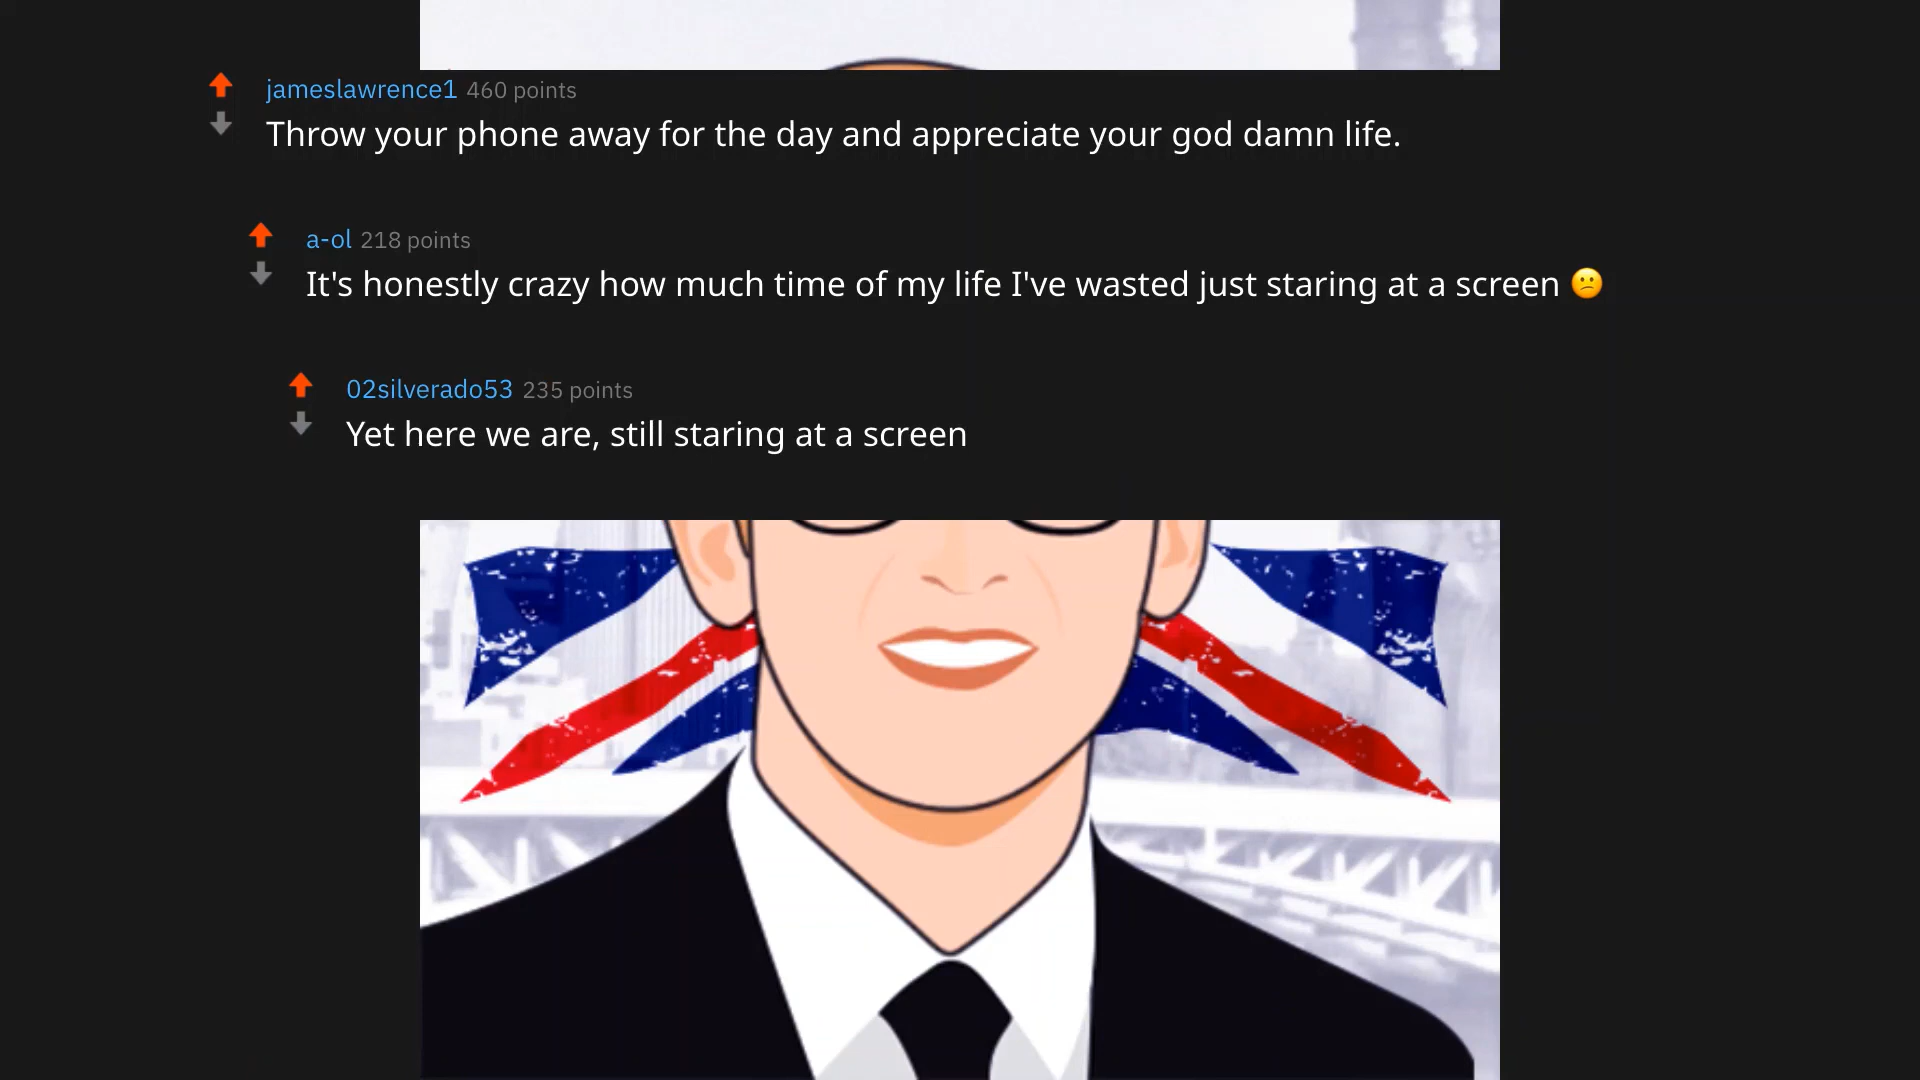 jameslawrence1 460 points
Throw your phone away for the day and appreciate your god damn life.
a-ol 218 points
It's honestly crazy how much time of my life I've wasted just staring at a screen 😕
02silverado53 235 points
Yet here we are, still staring at a screen